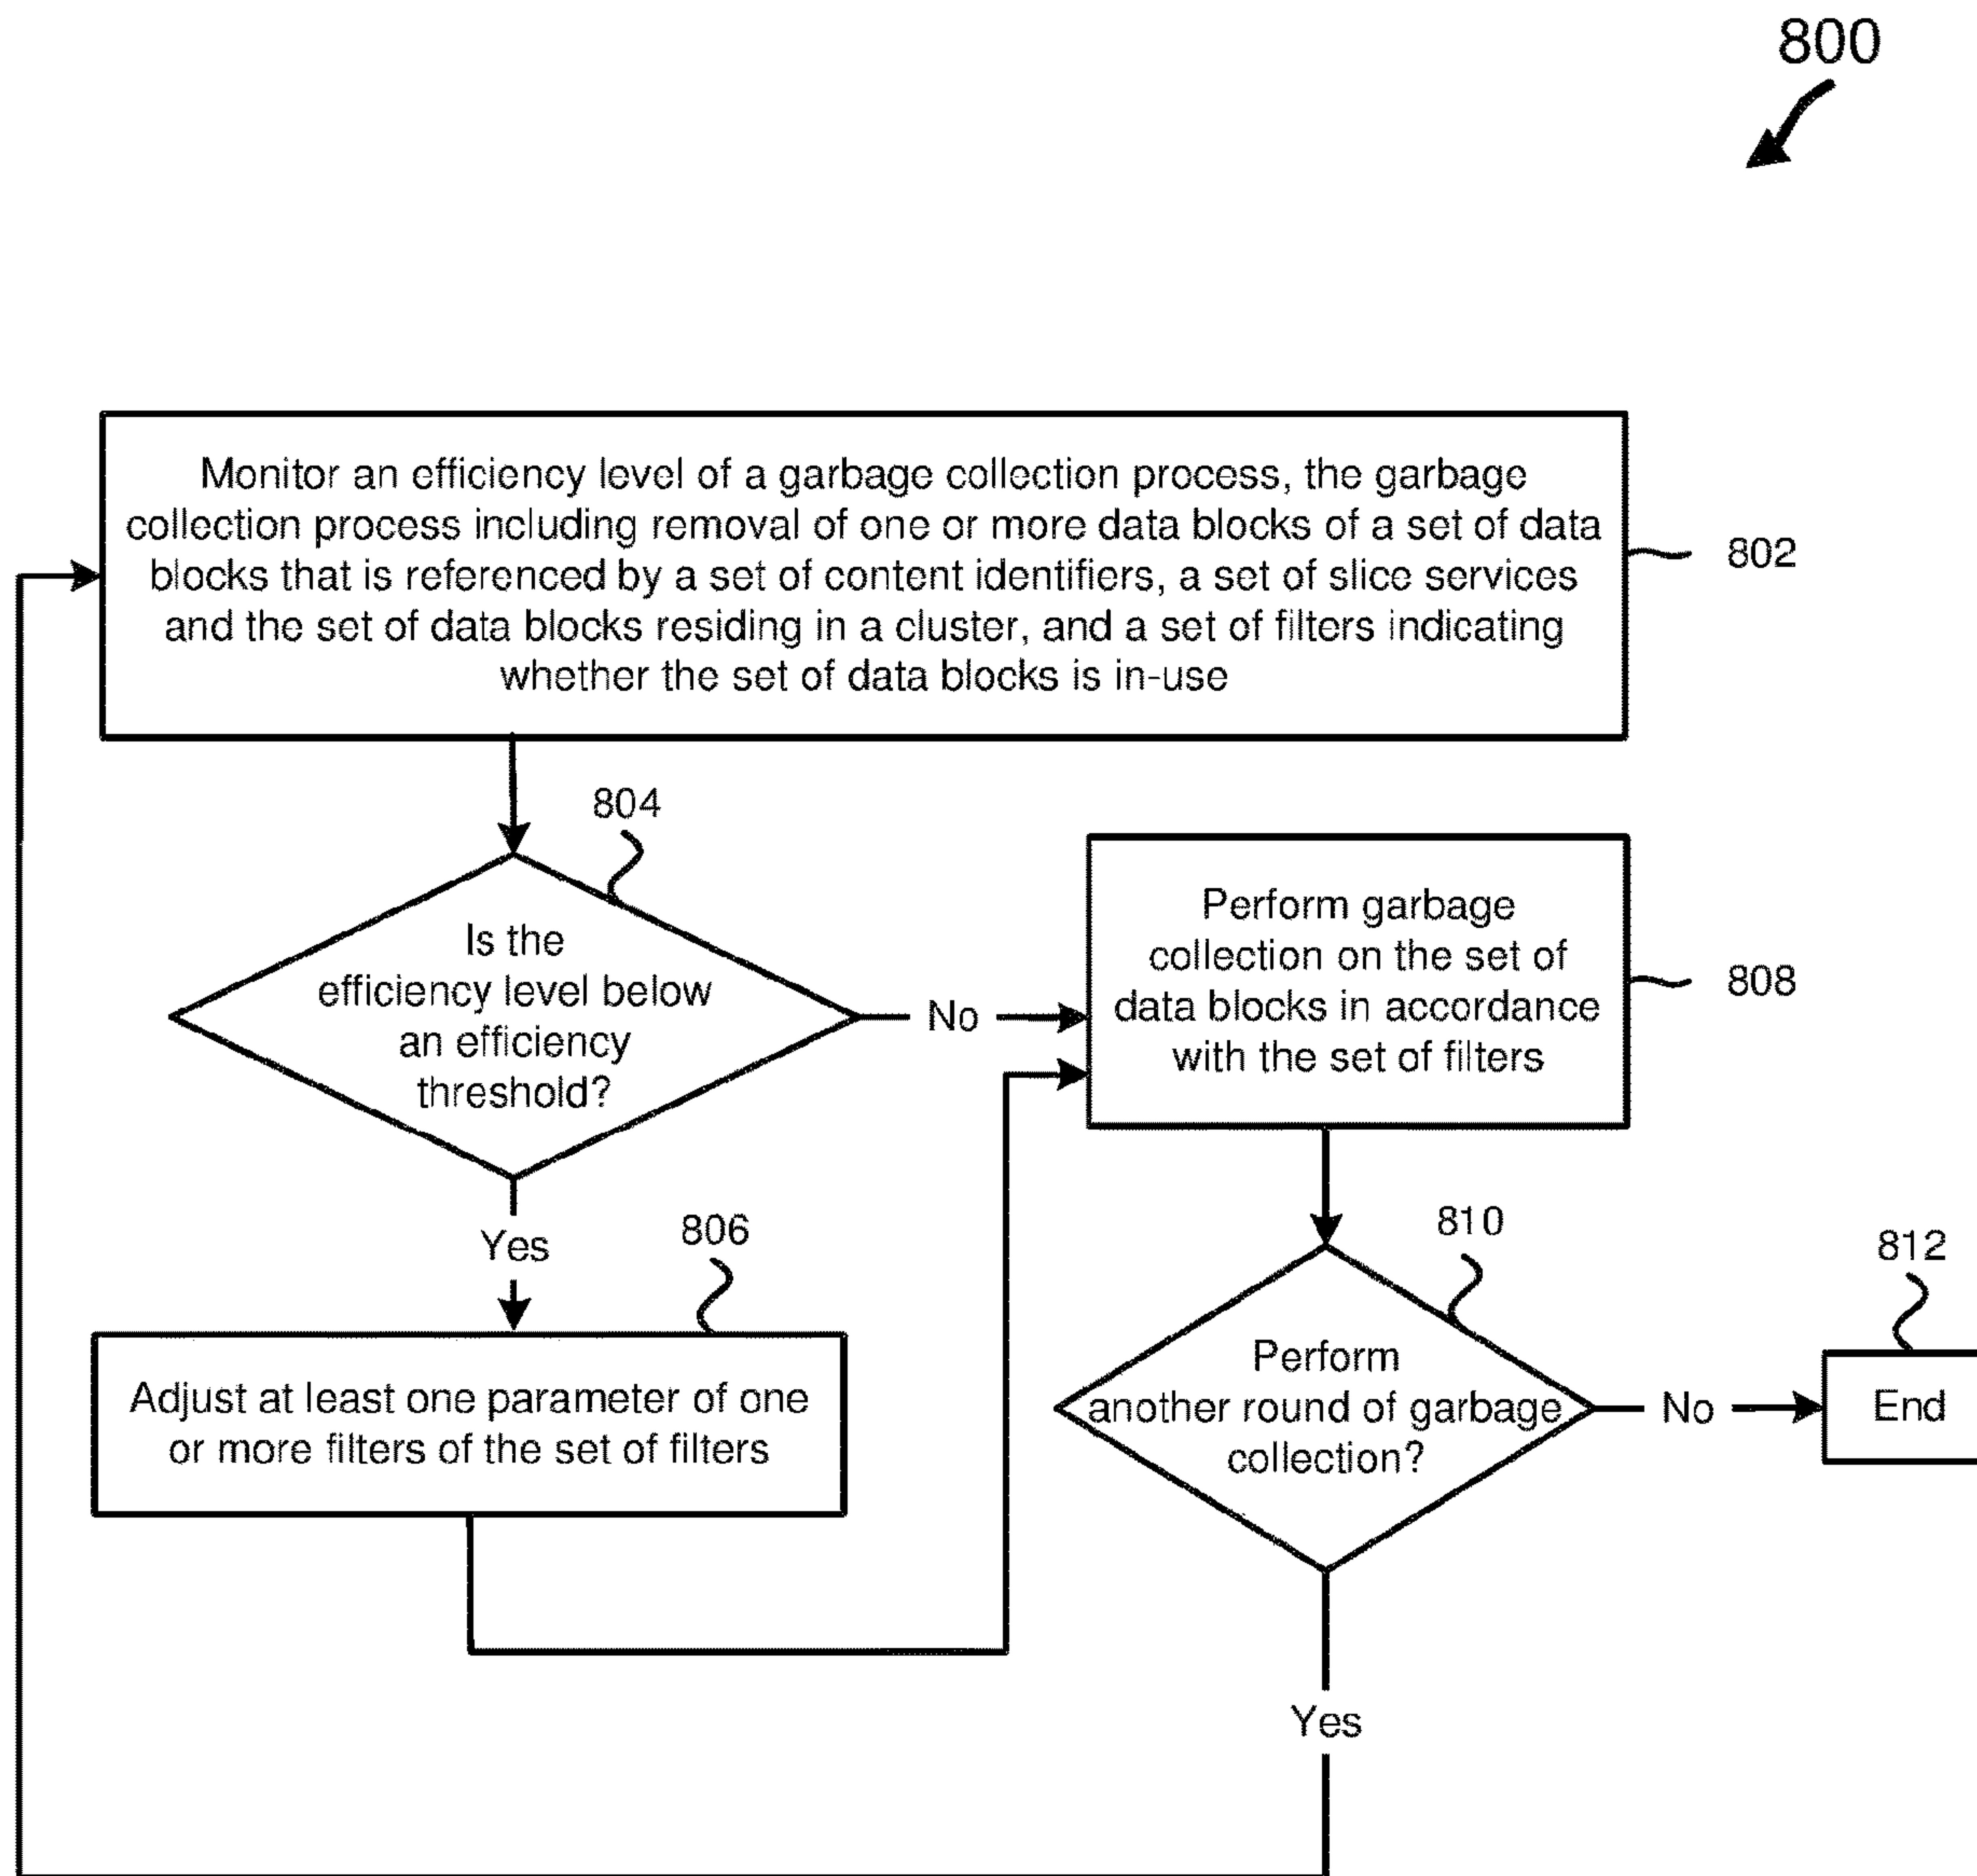 800
Monitor an efficiency level of a garbage collection process, the garbage
collection process including removal of one or more data blocks of a set of data
blocks that is referenced by a set of content identifiers, a set of slice services
and the set of data blocks residing in a cluster, and a set of filters indicating
whether the set of data blocks is in-use
802
804
Is the
efficiency level below
an efficiency
threshold?
No
Yes
806
Adjust at least one parameter of one
or more filters of the set of filters
Perform garbage
collection on the set of
data blocks in accordance
with the set of filters
808
810
Perform
another round of garbage
collection?
No
812
End
Yes